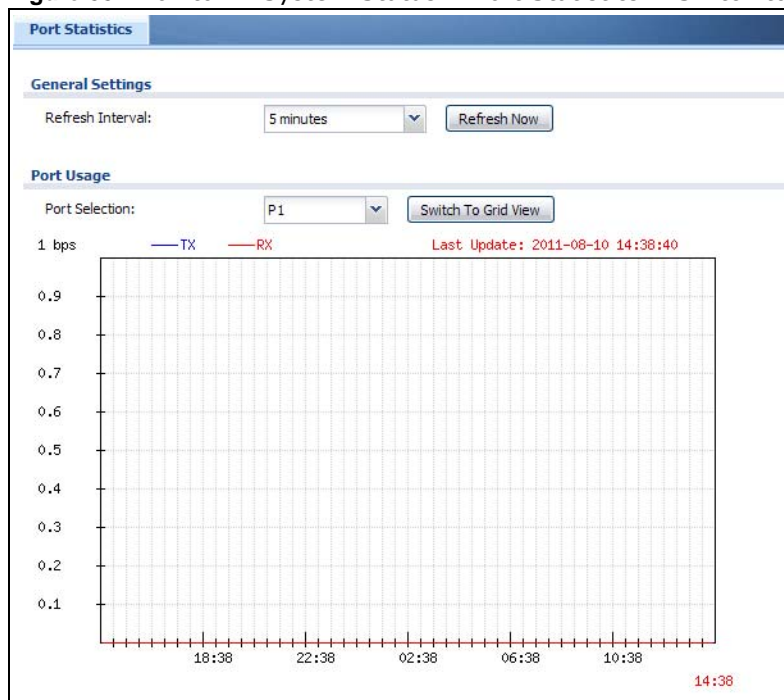 Port Statistics
General Settings
Refresh Interval: 5 minutes Refresh Now
Port Usage
Port Selection: P1 Switch To Grid View
1 bps TX RX Last Update: 2011-08-10 14:38:40
0.9
0.8
0.7
0.6
0.5
0.4
0.3
0.2
0.1
18:38 22:38 02:38 06:38 10:38
14:38